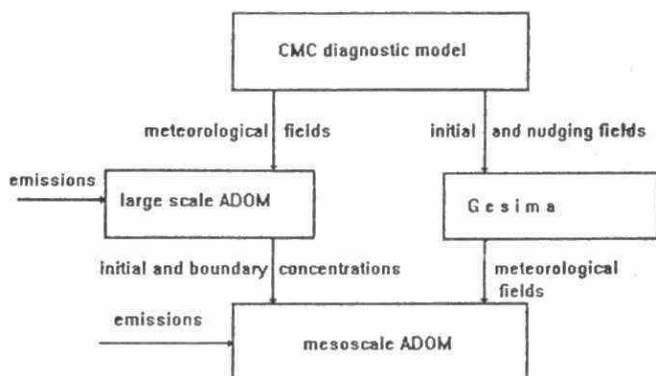 CMC diagnostic model
meteorological fields
initial and nudging fields
emissions
large scale ADOM
Gesima
initial and boundary concentrations
meteorological
fields
emissions
mesoscale ADOM